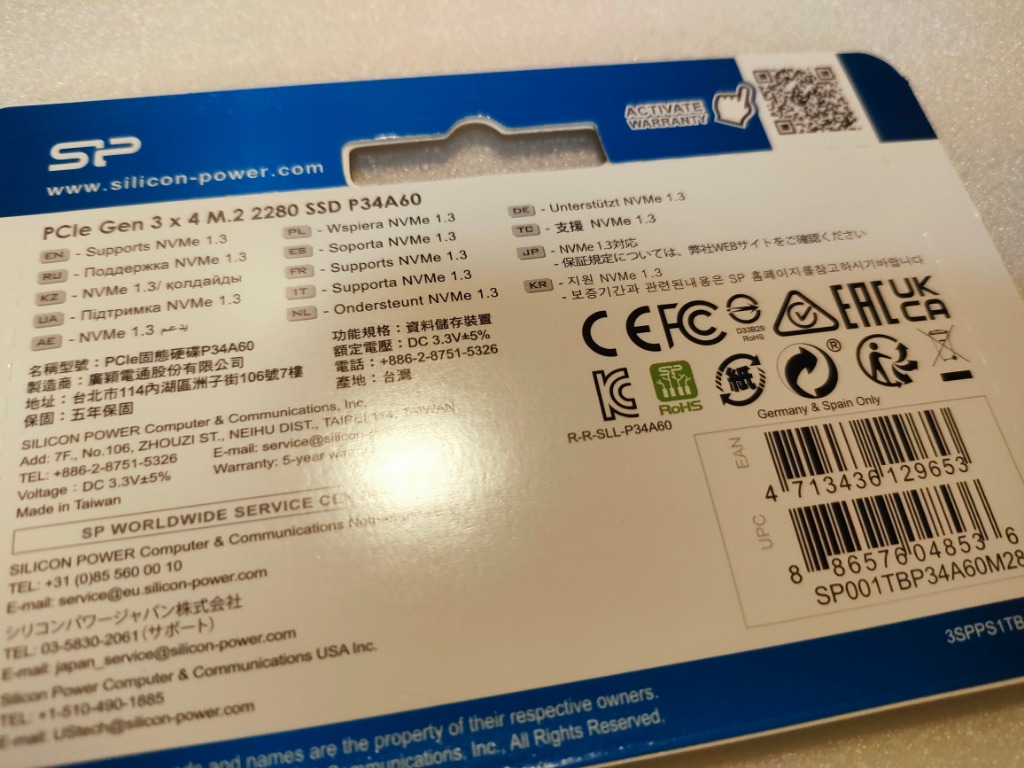 ACTIVATE
WARRANTY
SP
www.silicon-power.com
PCIe Gen 3 x 4 M.2 2280 SSD P34A60
EN - Supports NVMe 1.3
RU - Поддержка NVMe 1.3
KZ - NVMe 1.3/ қолдайды
UA - Підтримка NVMe 1.3
AE - NVMe 1.3 يدعم
PL - Wspiera NVMe 1.3
ES - Soporta NVMe 1.3
FR - Supports NVMe 1.3
IT - Supporta NVMe 1.3
NL - Ondersteunt NVMe 1.3
DE - Unterstützt NVMe 1.3
TC - 支援 NVMe 1.3
JP - NVMe 1.3対応
- 保証規定については、弊社WEBサイトをご確認ください
KR - 지원 NVMe 1.3
- 보증기간과 관련된내용은 SP 홈페이지를참고하시기바랍니다
名稱型號：PCIe固態硬碟P34A60
製造商：廣穎電通股份有限公司
地址：台北市114內湖區洲子街106號7樓
保固：五年保固
功能規格：資料儲存裝置
額定電壓：DC 3.3V±5%
電話：+886-2-8751-5326
產地：台灣
SILICON POWER Computer & Communications, Inc.
Add: 7F., No.106, ZHOUZI ST., NEIHU DIST., TAIPEI 114, TAIWAN
TEL: +886-2-8751-5326
E-mail: service@silicon-
Voltage : DC 3.3V±5%
Warranty: 5-year
Made in Taiwan
SP WORLDWIDE SERVICE CEN
SILICON POWER Computer & Communications
TEL: +31 (0)85 560 00 10
E-mail: service@eu.silicon-power.com
シリコンパワージャパン株式会社
TEL: 03-5830-2061（サポート）
E-mail: japan_service@silicon-power.com
Silicon Power Computer & Communications USA Inc.
TEL: +1-510-490-1885
E-mail: UStech@silicon-power.com
CE FC D33B29 RoHS EAC UK CA
KC SP RoHS 紙 ®
R-R-SLL-P34A60
Germany & Spain Only
EAN
4 713436 129653
UPC
8 86576 04853 6
SP001TBP34A60M28
3SPPS1TB
and names are the property of their respective owners.
Communications, Inc., All Rights Reserved.